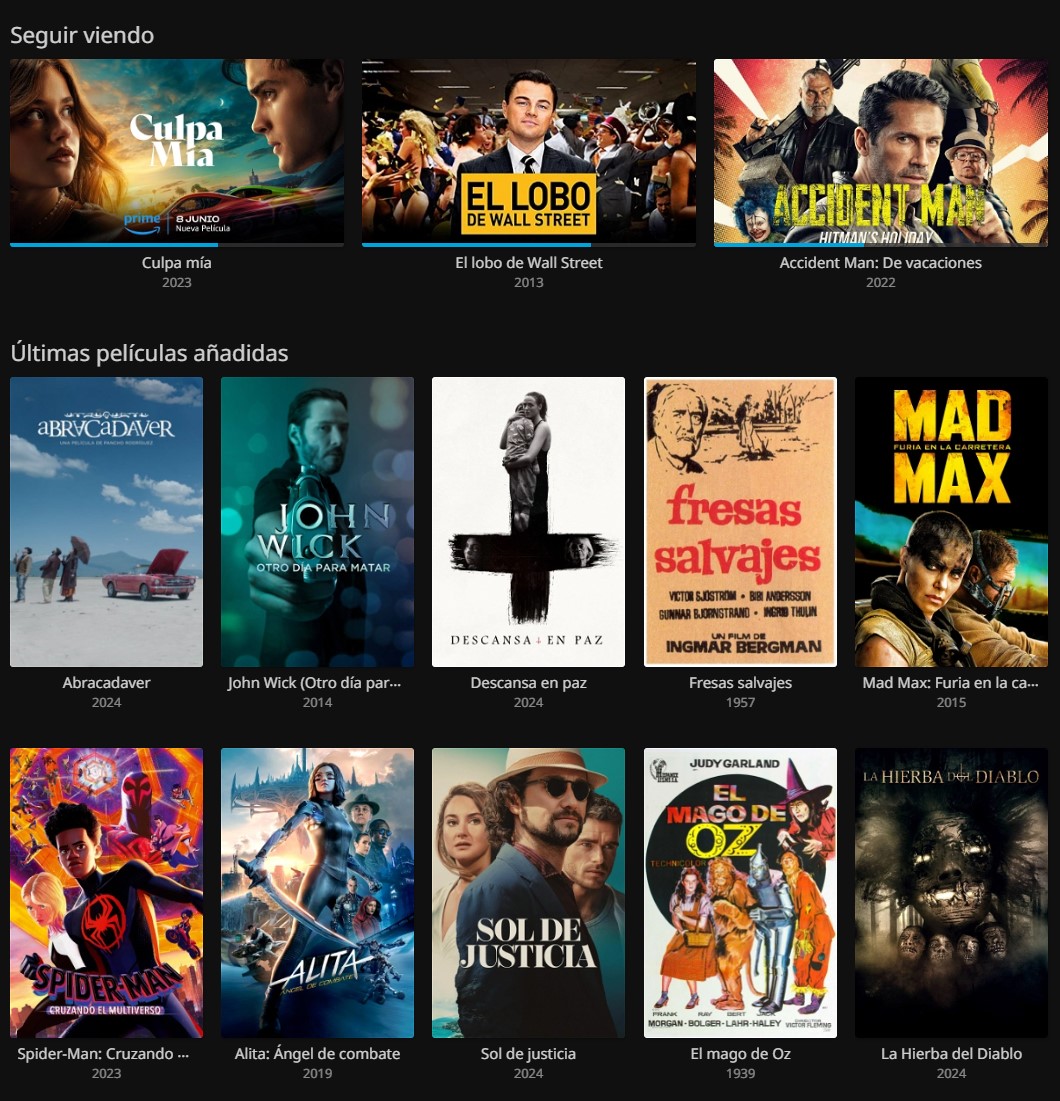 Seguir viendo
Culpa
Mía
prime
8 JUNIO
Nueva Película
EL LOBO
DE WALL STREET
ACCIDENT MAN
HITMAN'S HOLIDAY
Culpa mía
El lobo de Wall Street
Accident Man: De vacaciones
2023
2013
2022
Últimas películas añadidas
ABRACADAVER
UNA PELÍCULA DE PANCHO RODRÍGUEZ
JOHN
WICK
OTRO DÍA PARA MATAR
DESCANSA EN PAZ
fresas
salvajes
VICTOR SJÖSTRÖM • BIBI ANDERSSON
GUNNAR BJORNSTRAND • INGRID THULIN
UN FILM DE
INGMAR BERGMAN
MAD
FURIA EN LA CARRETERA
MAX
Abracadaver
John Wick (Otro día par...
Descansa en paz
Fresas salvajes
Mad Max: Furia en la ca...
2024
2014
2024
1957
2015
SPIDER-MAN
CRUZANDO EL MULTIVERSO
ALITA
ÁNGEL DE COMBATE
SOL DE
JUSTICIA
JUDY GARLAND
EL
MAGO DE
OZ
TECHNICOLOR
FRANK RAY BERT JACK
MORGAN - BOLGER - LAHR - HALEY
VICTOR FLEMING
LA HIERBA DEL DIABLO
Spider-Man: Cruzando ...
Alita: Ángel de combate
Sol de justicia
El mago de Oz
La Hierba del Diablo
2023
2019
2024
1939
2024